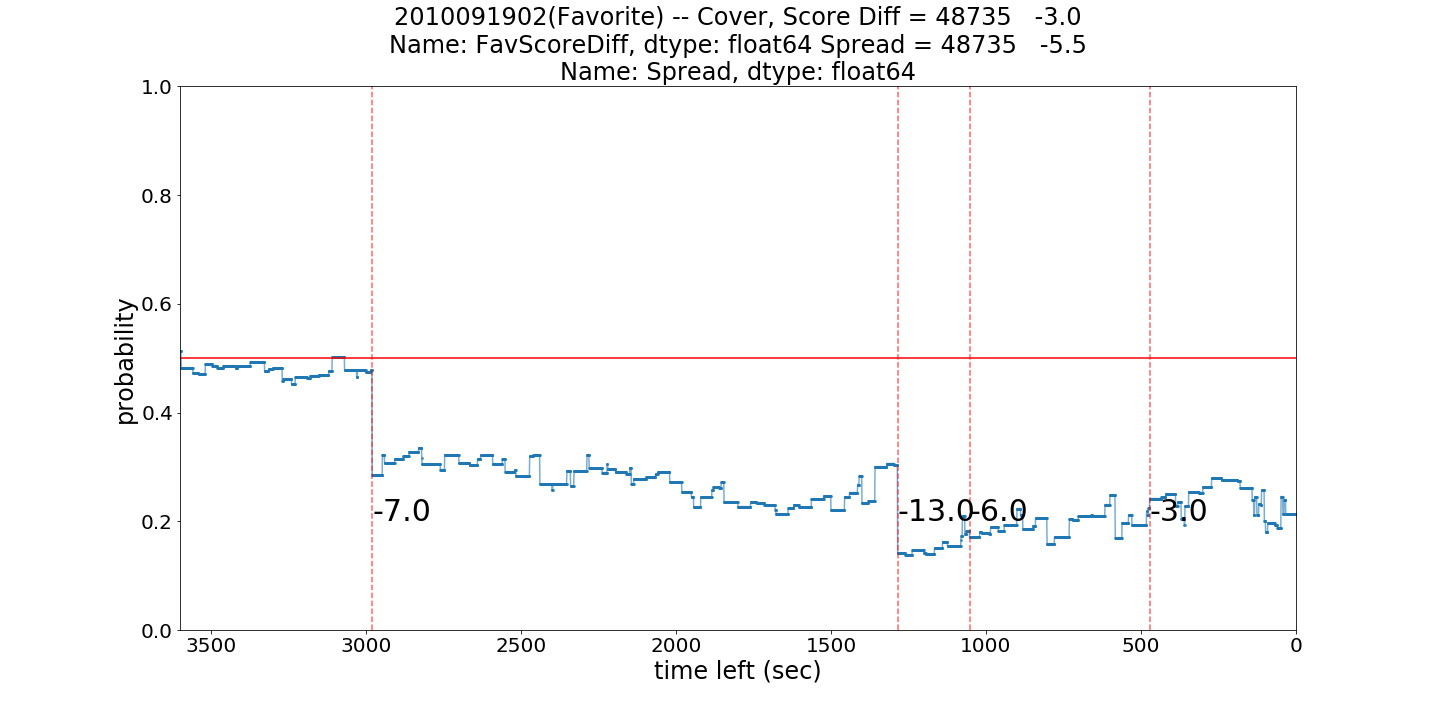 2010091902(Favorite) -- Cover, Score Diff = 48735   -3.0
Name: FavScoreDiff, dtype: float64 Spread = 48735   -5.5
Name: Spread, dtype: float64
1.0
0.8
0.6
0.4
0.2
0.0
probability
-7.0
-13.0
-6.0
-3.0
3500 3000 2500 2000 1500 1000 500 0
time left (sec)